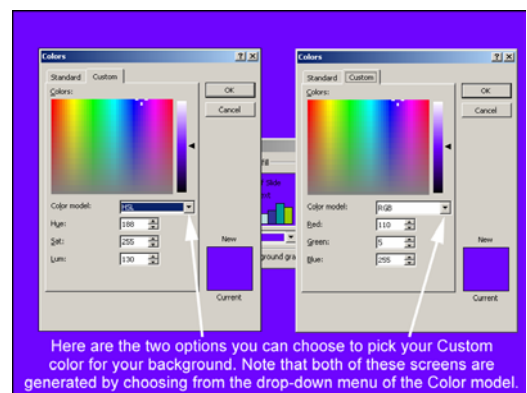 Colors
Standard Custom
Colors:
OK
Cancel
Color model: HSL
Hue: 188
Sat: 255
Lum: 130
New
Current
fill
Slide
ground
Colors
Standard Custom
Colors:
OK
Cancel
Color model: RGB
Red: 110
Green: 5
Blue: 255
New
Current
Here are the two options you can choose to pick your Custom
color for your background. Note that both of these screens are
generated by choosing from the drop-down menu of the Color model.